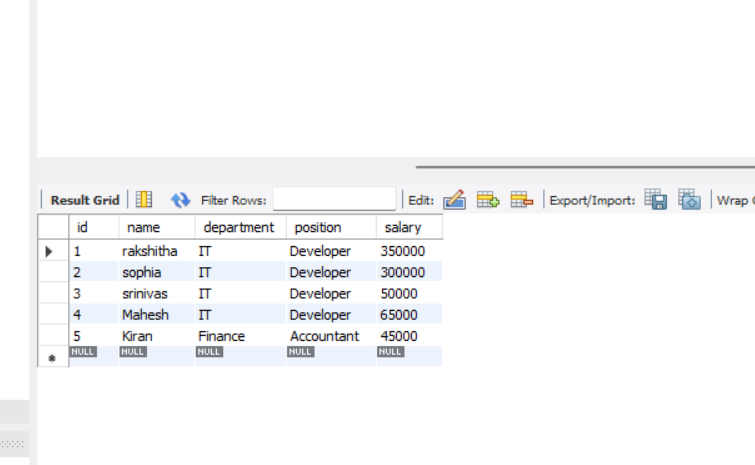 Result Grid Filter Rows: Edit: Export/Import: Wrap
id name department position salary
1 rakshitha IT Developer 350000
2 sophia IT Developer 300000
3 srinivas IT Developer 50000
4 Mahesh IT Developer 65000
5 Kiran Finance Accountant 45000
NULL NULL NULL NULL NULL